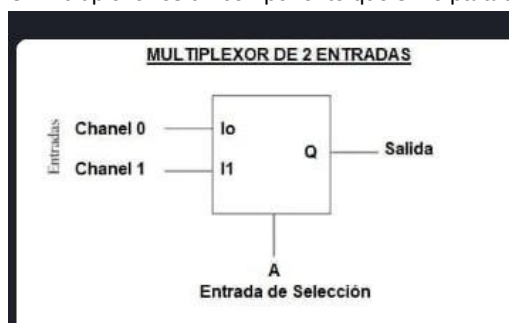 MULTIPLEXOR DE 2 ENTRADAS
Entradas
Chanel 0
Io
Chanel 1
I1
Q
Salida
A
Entrada de Selección